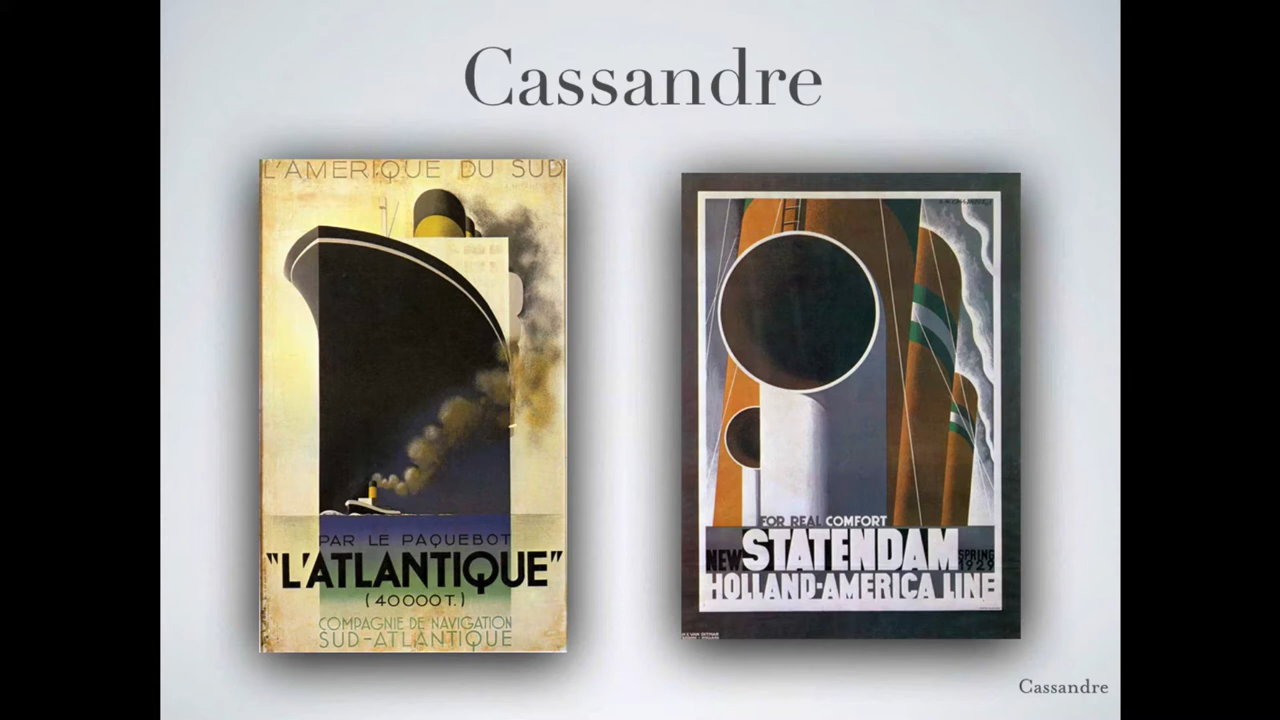 Cassandre
L'AMERIQUE DU SUD
PAR LE PAQUEBOT
"L'ATLANTIQUE"
(40000T.)
COMPAGNIE DE NAVIGATION
SUD-ATLANTIQUE
FOR REAL COMFORT
NEW STATENDAM SPRING 1929
HOLLAND-AMERICA LINE
Cassandre